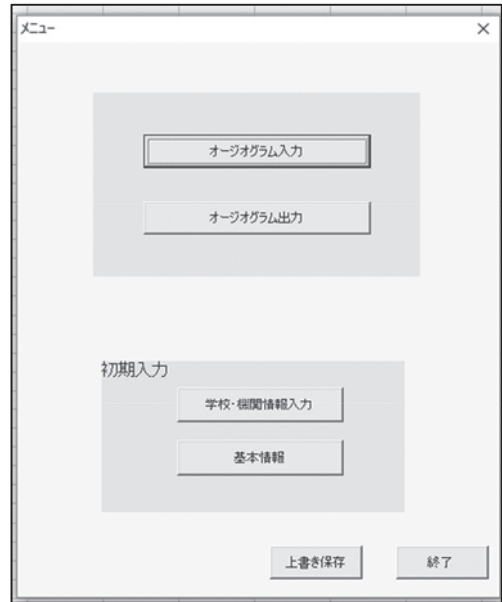 メニュー
オージオグラム入力
オージオグラム出力
初期入力
学校・機関情報入力
基本情報
上書き保存
終了